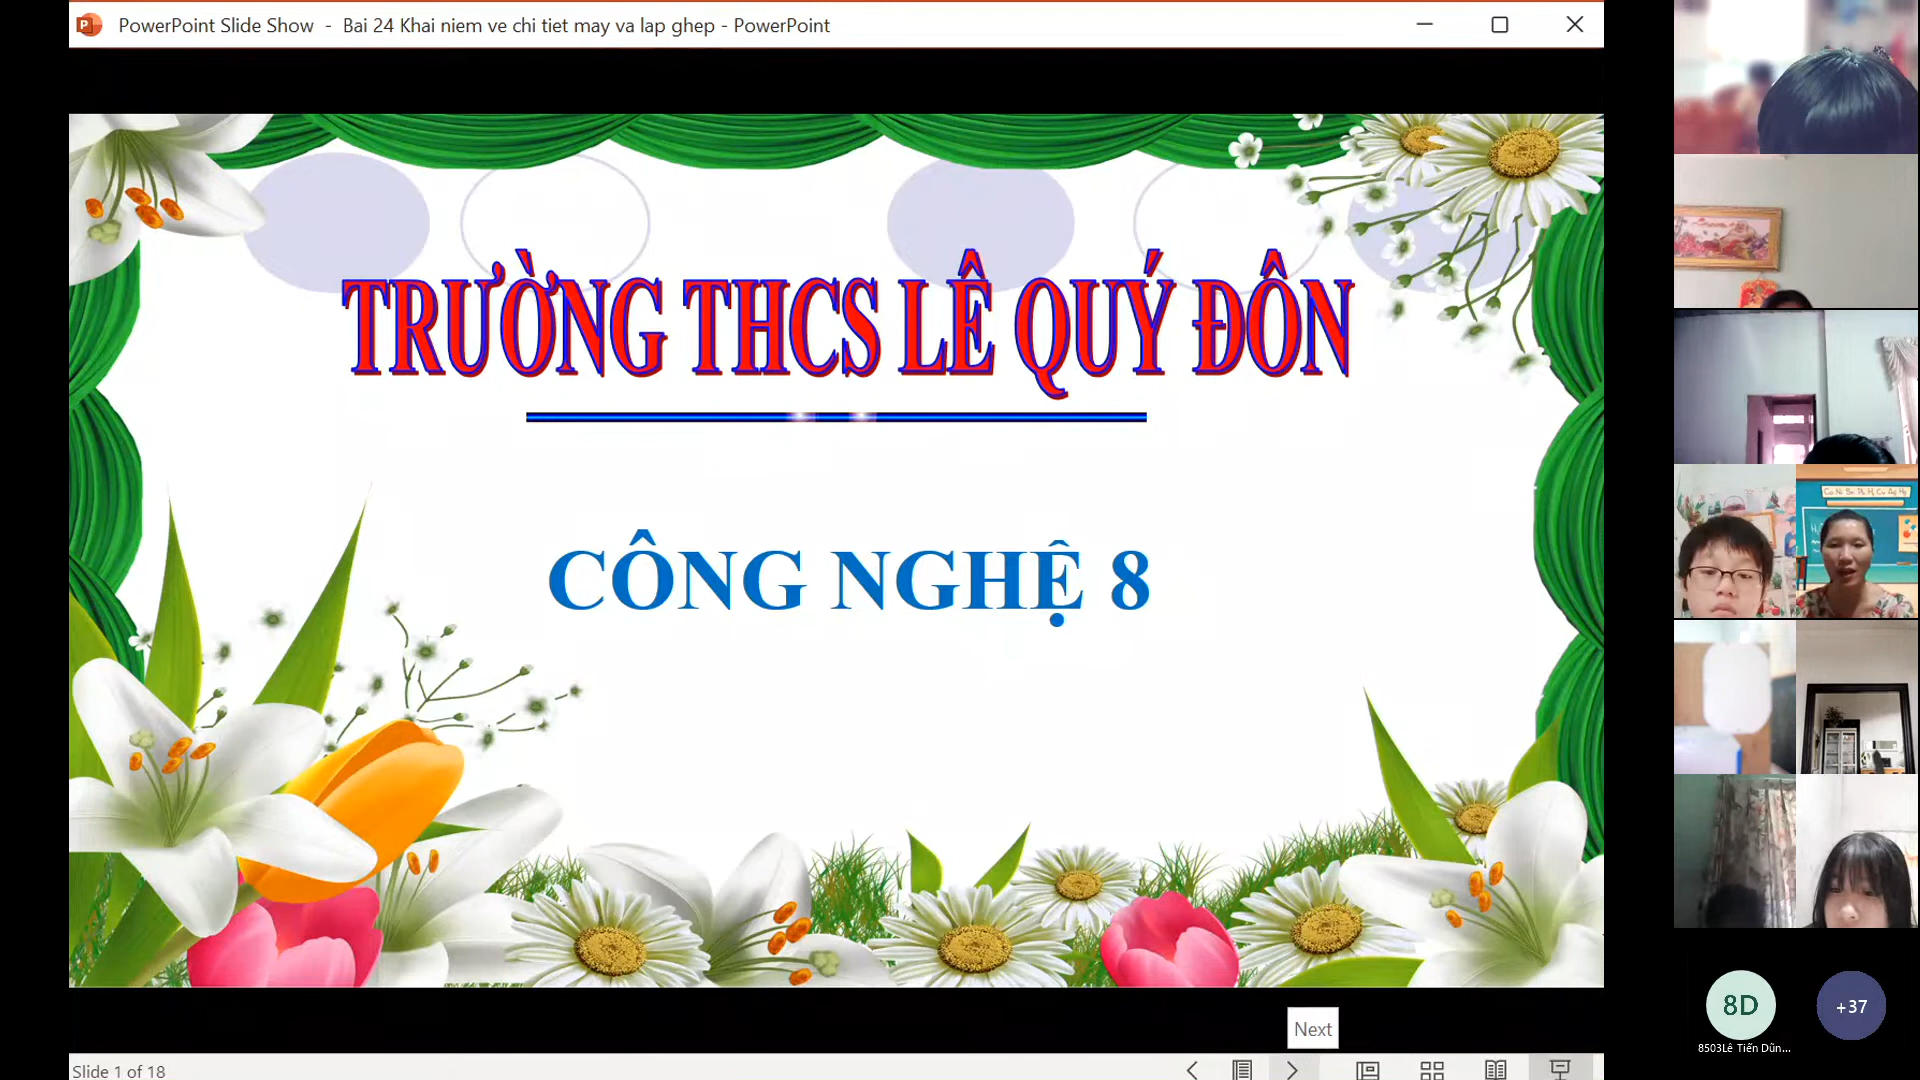 PowerPoint Slide Show - Bai 24 Khai niem ve chi tiet may va lap ghep - PowerPoint
TRƯỜNG THCS LÊ QUÝ ĐÔN
CÔNG NGHỆ 8
Next
Slide 1 of 18
8D
8503Lê Tiến Dũn...
+37